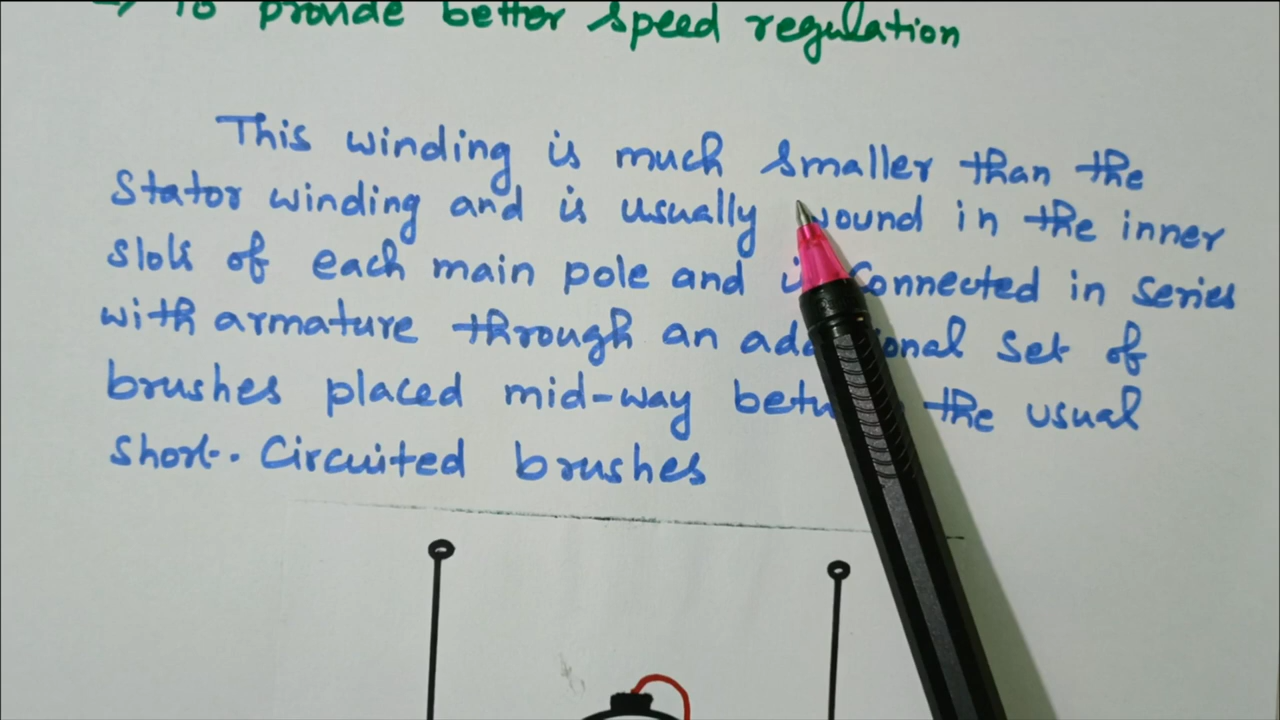 → To provide better speed regulation
This winding is much smaller than the
Stator winding and is usually wound in the inner
slots of each main pole and is connected in series
with armature through an additional set of
brushes placed mid-way between the usual
short-circuited brushes